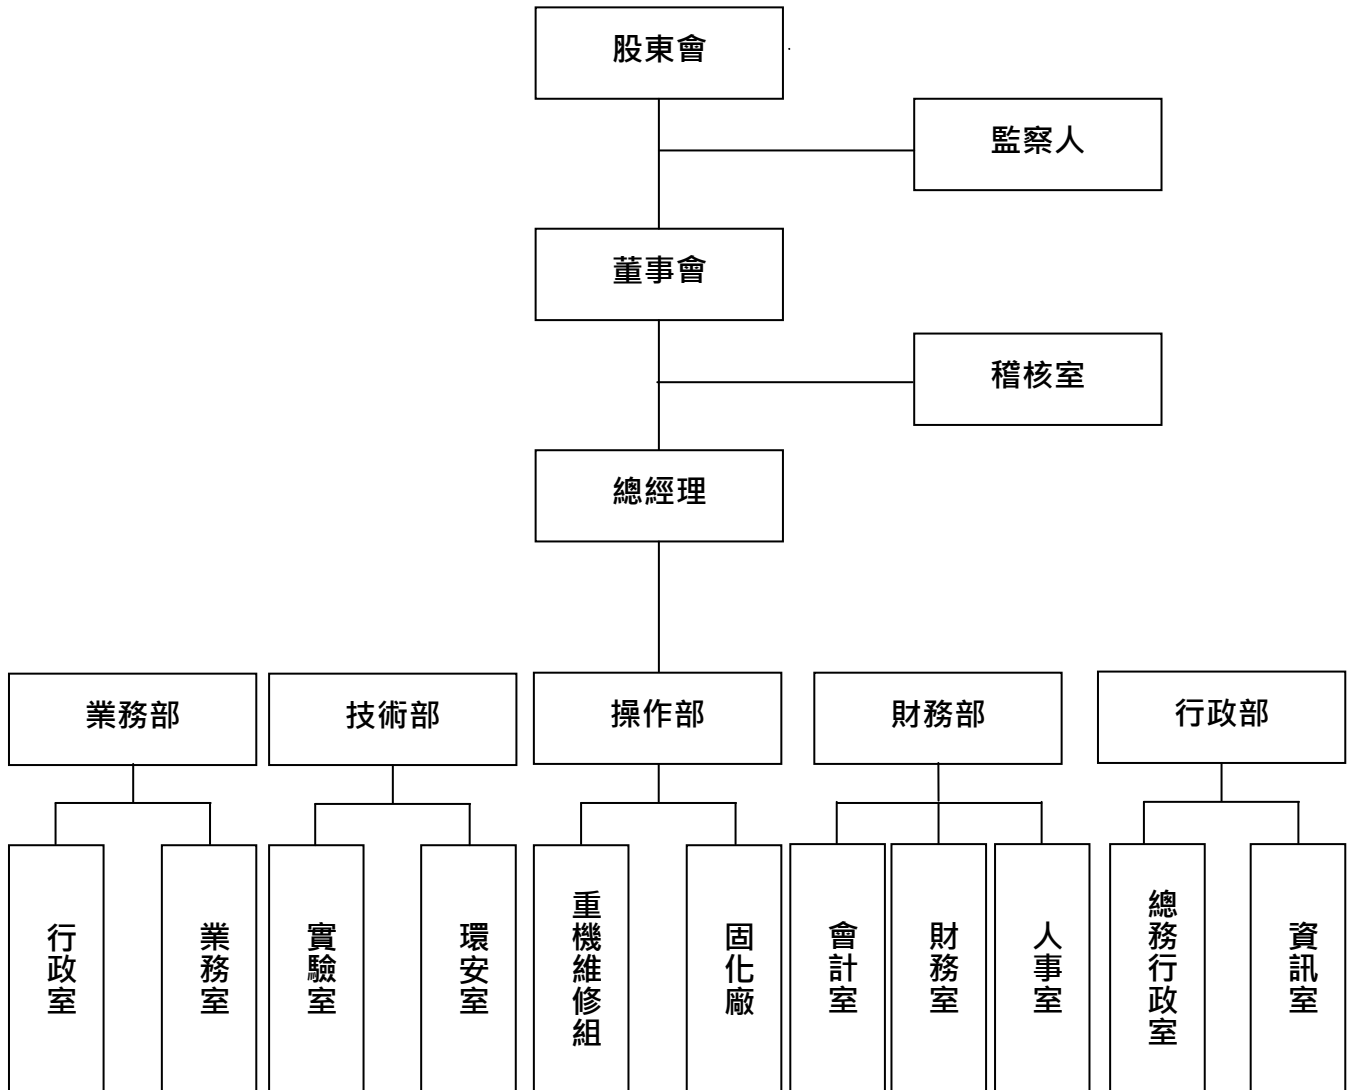 股東會
監察人
董事會
稽核室
總經理
業務部
技術部
操作部
財務部
行政部
行政室
業務室
實驗室
環安室
重機維修組
固化廠
會計室
財務室
人事室
總務行政室
資訊室